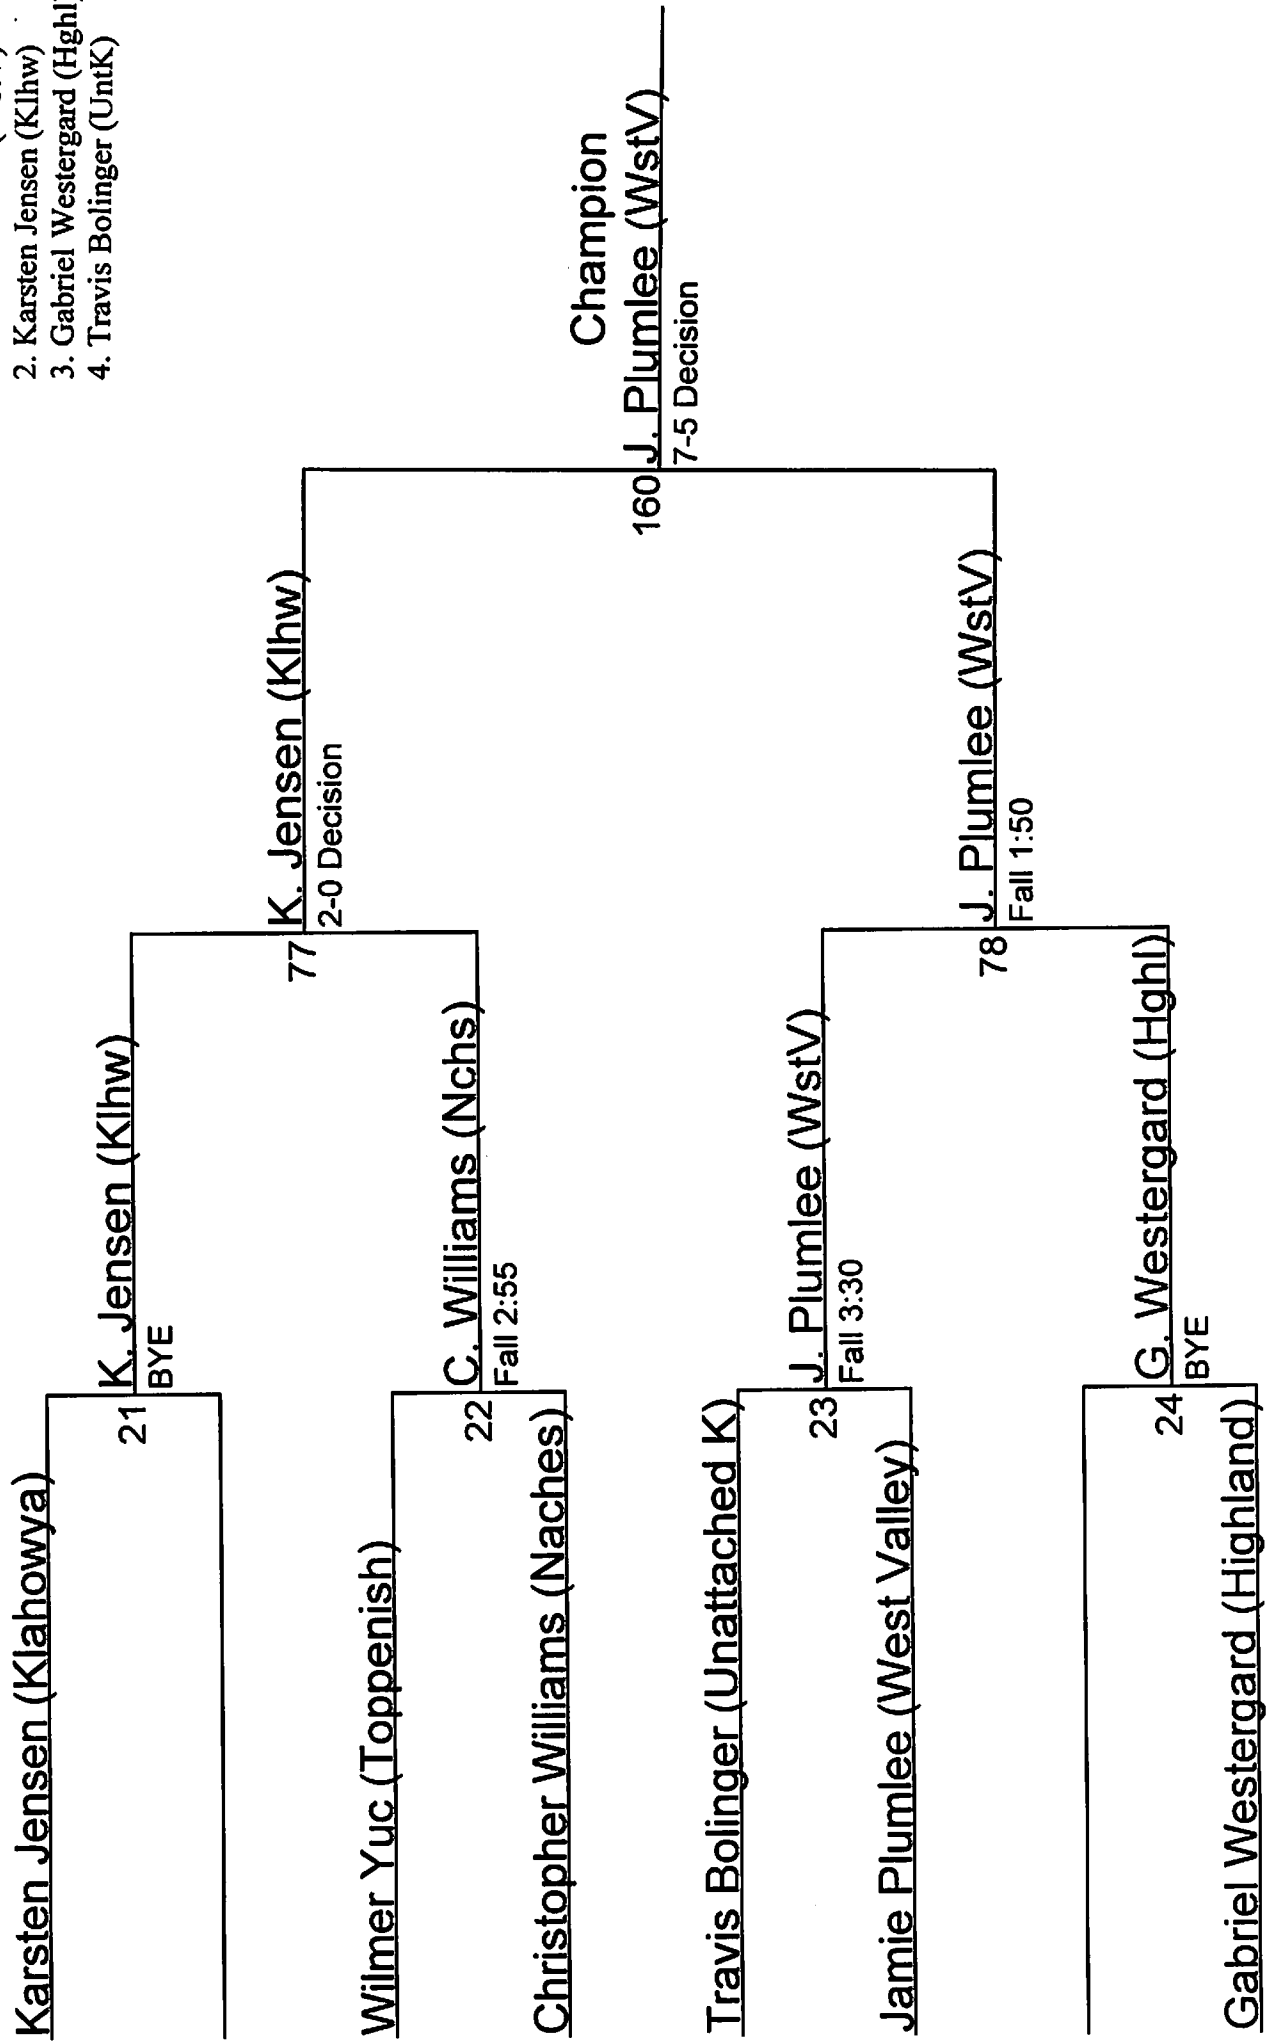 2. Karsten Jensen (Klhw)
3. Gabriel Westergard (Hghl)
4. Travis Bolinger (UntK)
Karsten Jensen (Klahowya)
21
K. Jensen (Klhw)
BYE
Wilmer Yuc (Toppenish)
Christopher Williams (Naches)
22
C. Williams (Nchs)
Fall 2:55
77
K. Jensen (Klhw)
2-0 Decision
Travis Bolinger (Unattached K)
Jamie Plumlee (West Valley)
23
J. Plumlee (WstV)
Fall 3:30
Gabriel Westergard (Highland)
24
G. Westergard (Hghl)
BYE
78
J. Plumlee (WstV)
Fall 1:50
160
Champion
J. Plumlee (WstV)
7-5 Decision